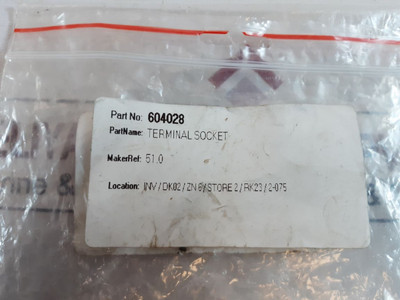 Part No: 604028
PartName: TERMINAL SOCKET
MakerRef: 51.0
Location: INV / DK02 / ZN 8/ STORE 2 / RK23 / 2-075